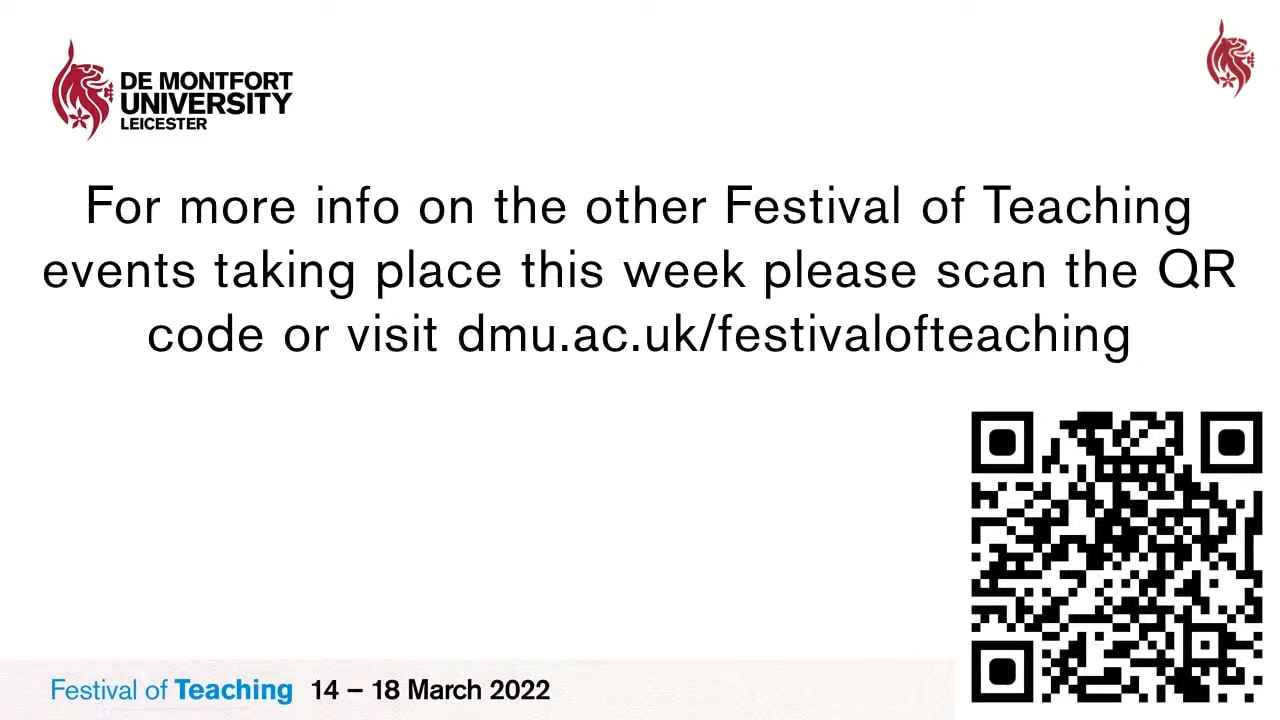 DE MONTFORT
UNIVERSITY
LEICESTER
For more info on the other Festival of Teaching
events taking place this week please scan the QR
code or visit dmu.ac.uk/festivalofteaching
Festival of Teaching 14 – 18 March 2022